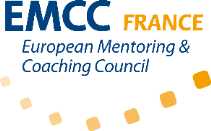 EMCC FRANCE
European Mentoring &
Coaching Council